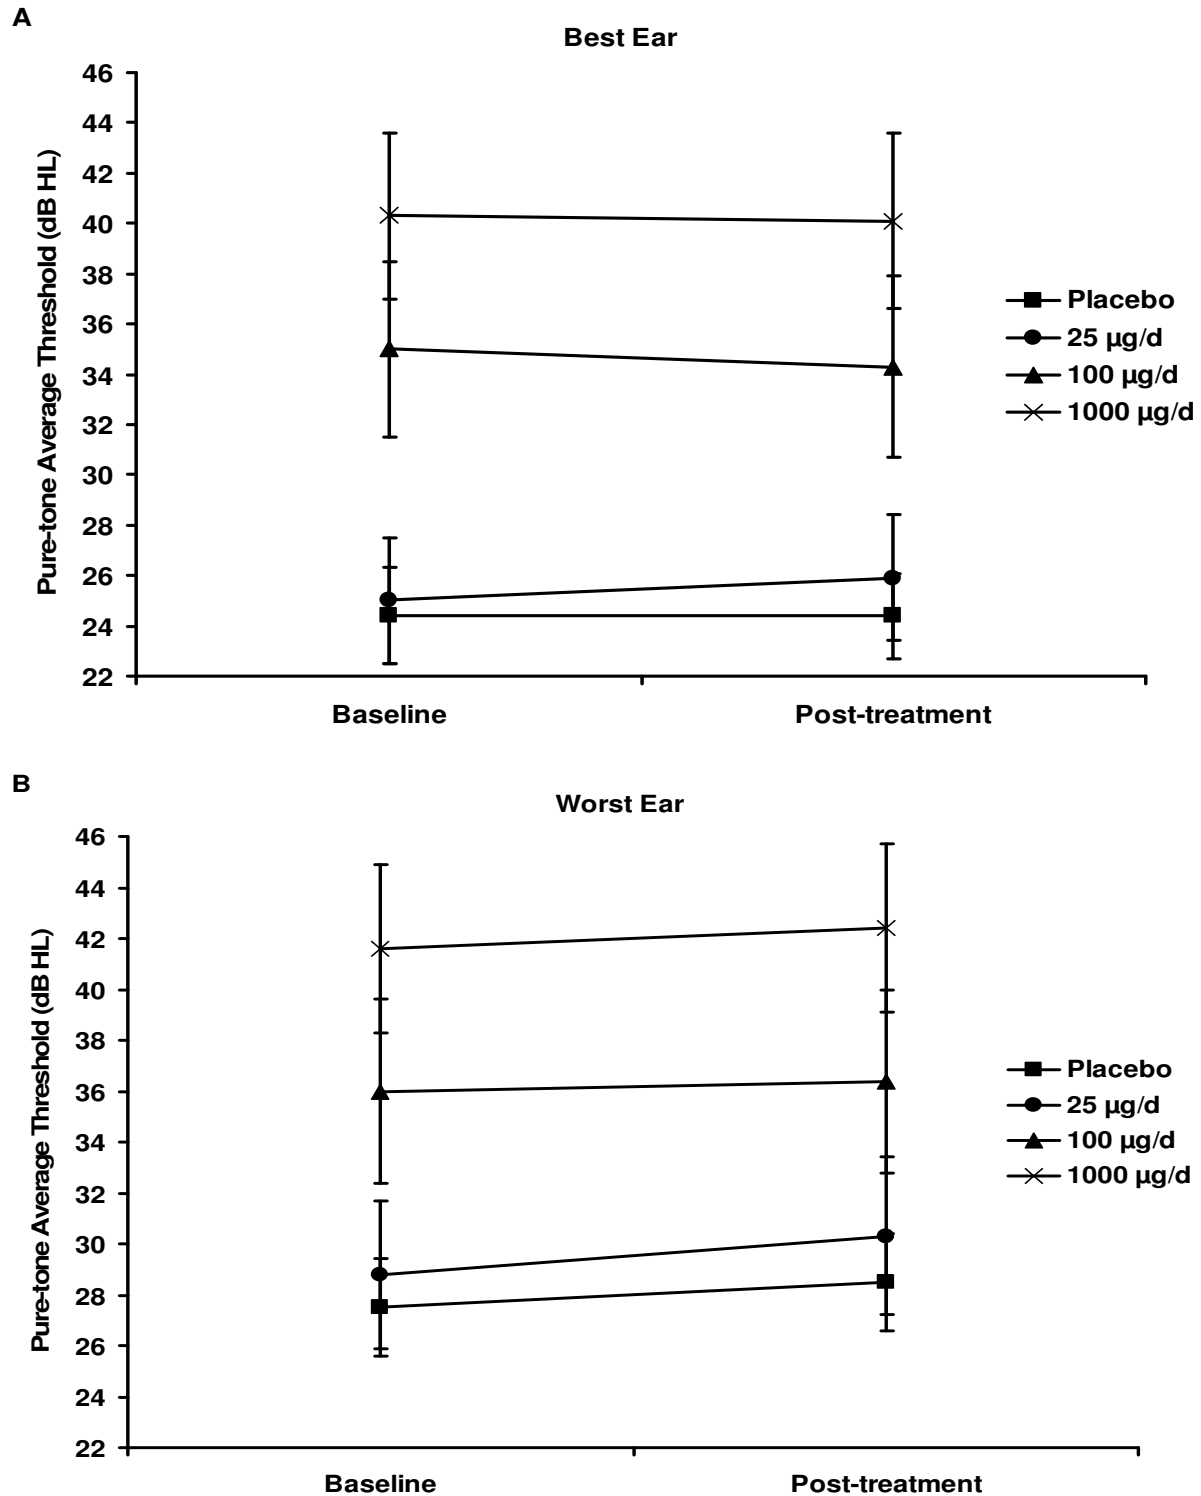 A
Best Ear
Pure-tone Average Threshold (dB HL)
46
44
42
40
38
36
34
32
30
28
26
24
22
Baseline Post-treatment
Placebo
25 µg/d
100 µg/d
1000 µg/d
B
Worst Ear
Pure-tone Average Threshold (dB HL)
46
44
42
40
38
36
34
32
30
28
26
24
22
Baseline Post-treatment
Placebo
25 µg/d
100 µg/d
1000 µg/d